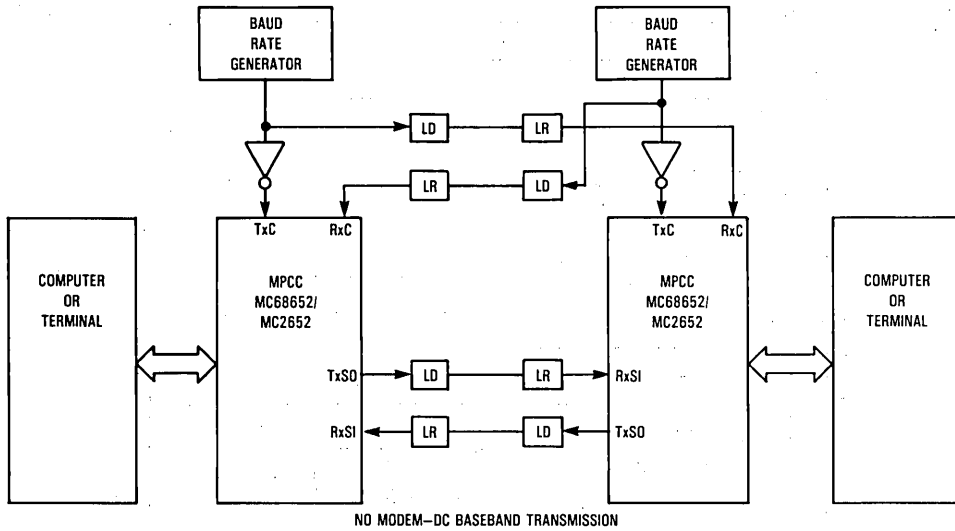 BAUD
RATE
GENERATOR
BAUD
RATE
GENERATOR
LD
LR
LR
LD
TxC
RxC
TxC
RxC
COMPUTER
OR
TERMINAL
MPCC
MC68652/
MC2652
MPCC
MC68652/
MC2652
COMPUTER
OR
TERMINAL
TxSO
LD
LR
RxSI
RxSI
LR
LD
TxSO
NO MODEM–DC BASEBAND TRANSMISSION